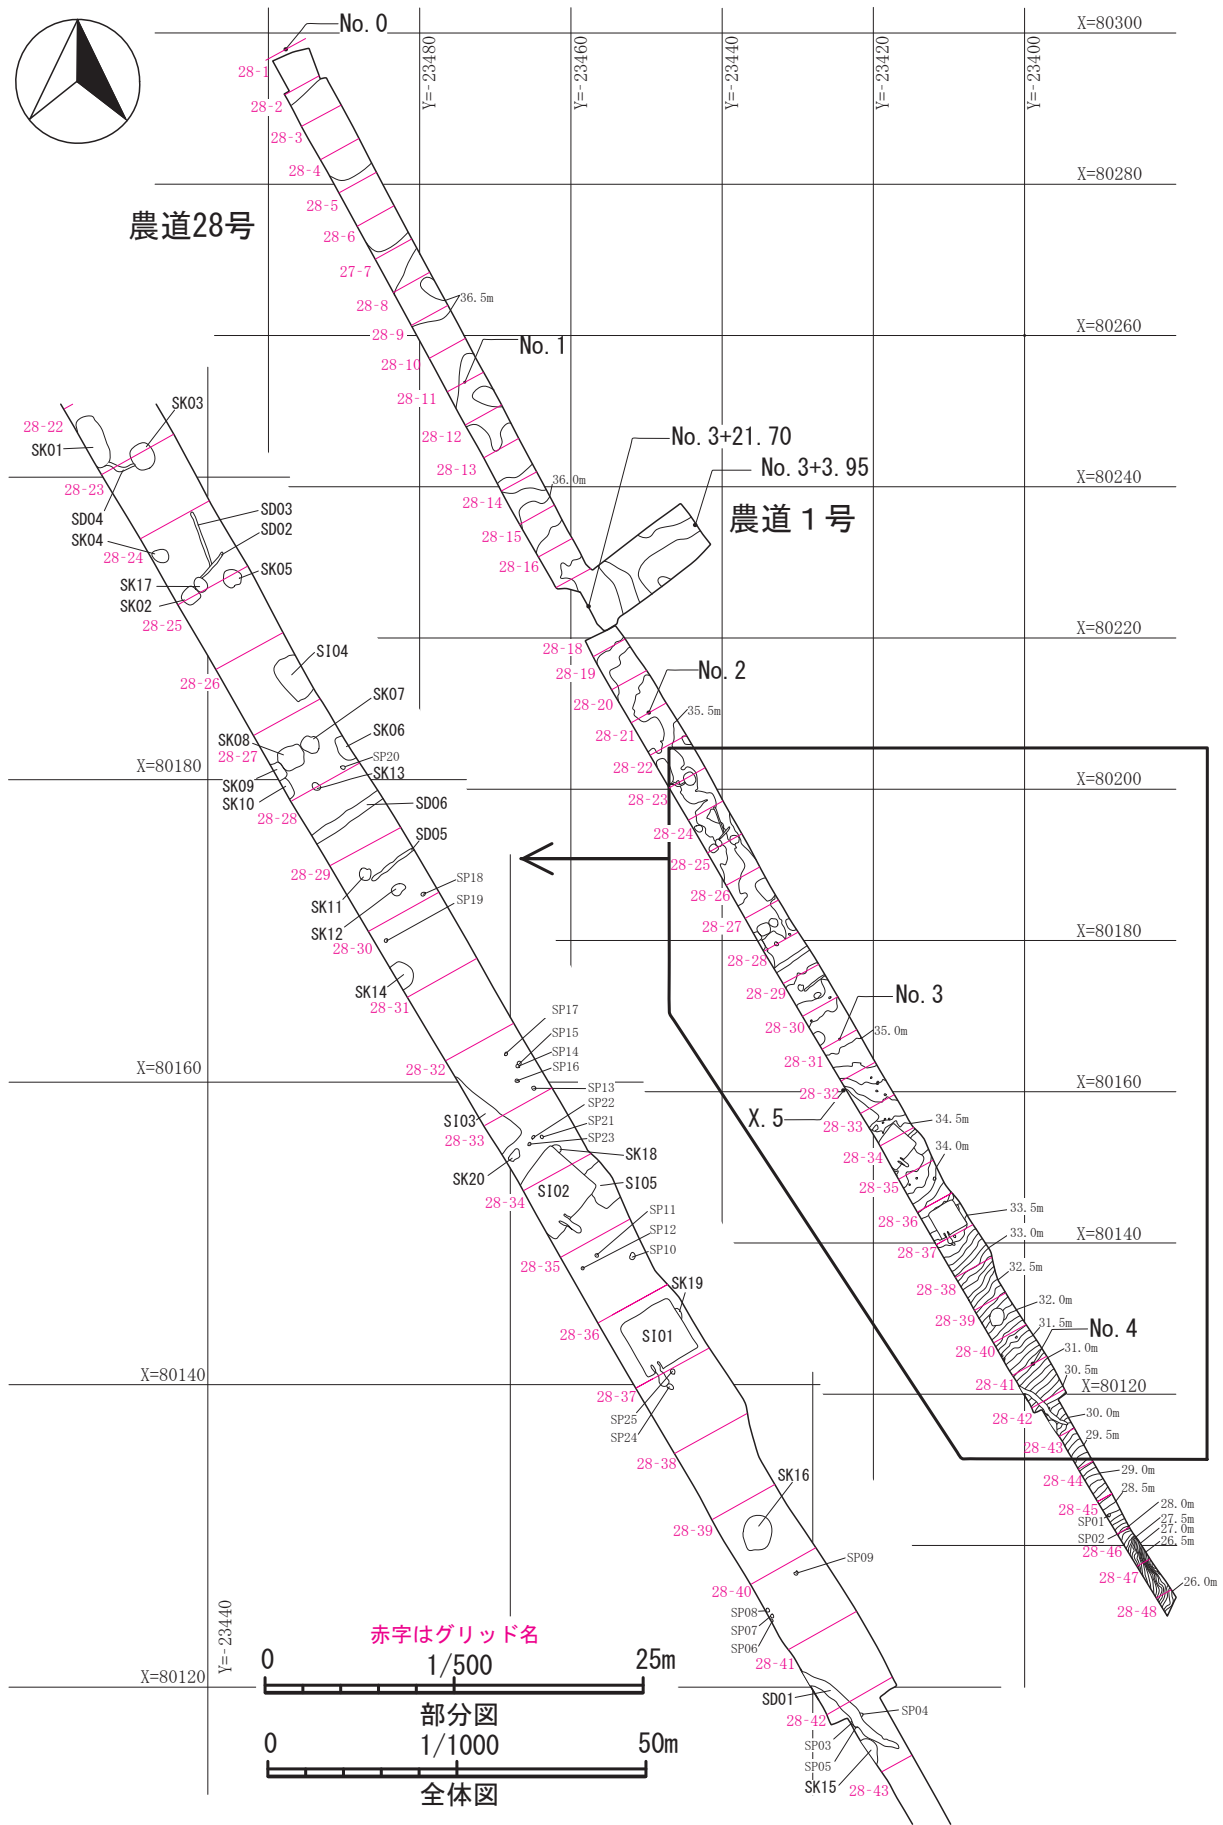 No. 0
X=80300
28-1
Y=-23480
Y=-23460
Y=-23440
Y=-23420
Y=-23400
28-2
28-3
28-4
X=80280
28-5
農道28号
28-6
27-7
28-8
36.5m
28-9
X=80260
No. 1
28-10
28-11
SK03
28-22
SK01
28-12
No. 3+21.70
28-13
No. 3+3.95
28-23
28-14
36.0m
X=80240
SD04
SD03
農道１号
SK04
SD02
28-15
28-24
28-16
SK17
SK05
SK02
28-25
X=80220
28-18
SI04
28-19
No. 2
28-26
28-20
SK07
35.5m
28-21
SK08
SK06
28-27
SP20
28-22
X=80180
SK13
SK09
X=80200
SK10
28-23
SD06
28-28
28-24
SD05
28-25
28-29
SP18
28-26
SK11
SP19
28-27
SK12
28-30
X=80180
28-28
SK14
28-29
No. 3
28-31
28-30
SP17
35.0m
SP15
28-31
SP14
28-32
SP16
X=80160
X=80160
SP13
28-32
SP22
X.5
SI03
SP21
28-33
34.5m
28-33
SP23
34.0m
28-34
SK18
SK20
SI05
28-35
SI02
28-34
SP11
28-36
33.5m
SP12
33.0m
X=80140
28-35
SP10
28-37
32.5m
SK19
28-38
32.0m
28-36
28-39
SI01
31.5m
No. 4
28-40
31.0m
X=80140
30.5m
28-37
28-41
X=80120
SP25
28-42
30.0m
SP24
28-43
29.5m
28-38
SK16
28-44
29.0m
28.5m
28-45
28.0m
28-39
SP01
27.5m
SP02
27.0m
28-46
26.5m
SP09
28-47
26.0m
28-40
28-48
Y=-23440
SP08
SP07
赤字はグリッド名
SP06
0
1/500
25m
28-41
X=80120
SD01
部分図
SP04
28-42
0
1/1000
50m
SP03
SP05
全体図
SK15
28-43